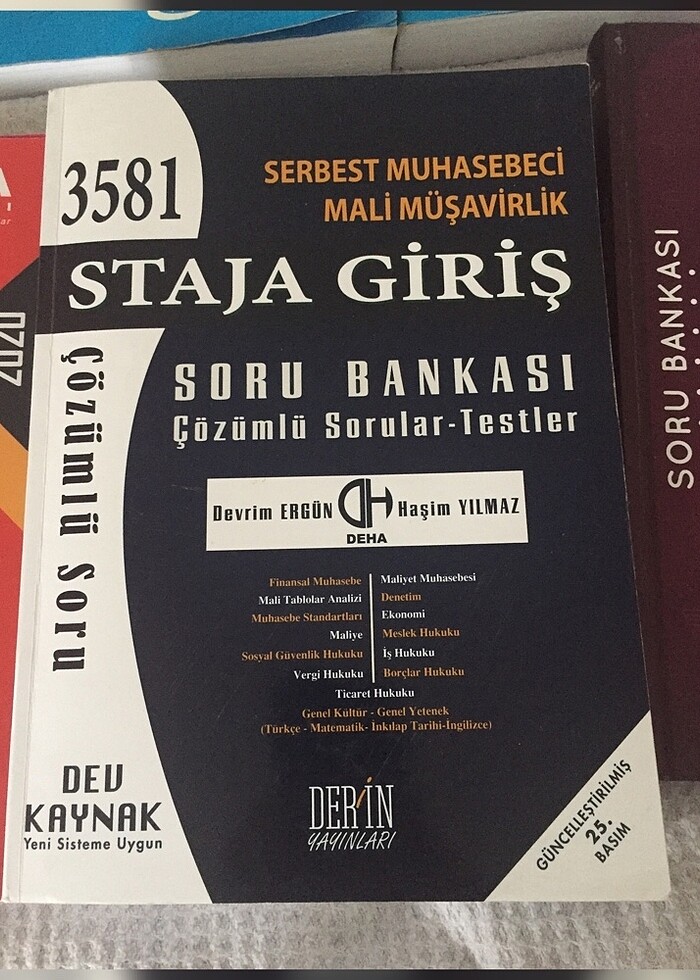 3581
SERBEST MUHASEBECİ
MALİ MÜŞAVİRLİK
STAJA GİRİŞ
Çözümlü Soru
SORU BANKASI
Çözümlü Sorular-Testler
Devrim ERGÜN DH Haşim YILMAZ
DEHA
Finansal Muhasebe
Mali Tablolar Analizi
Muhasebe Standartları
Maliye
Sosyal Güvenlik Hukuku
Vergi Hukuku
Maliyet Muhasebesi
Denetim
Ekonomi
Meslek Hukuku
İş Hukuku
Borçlar Hukuku
Ticaret Hukuku
Genel Kültür - Genel Yetenek
(Türkçe - Matematik- İnkılap Tarihi-İngilizce)
DEV
KAYNAK
Yeni Sisteme Uygun
DERİN
YAYINLARI
GÜNCELLEŞTİRİLMİŞ
25.
BASIM
2020
SORU BANKASI